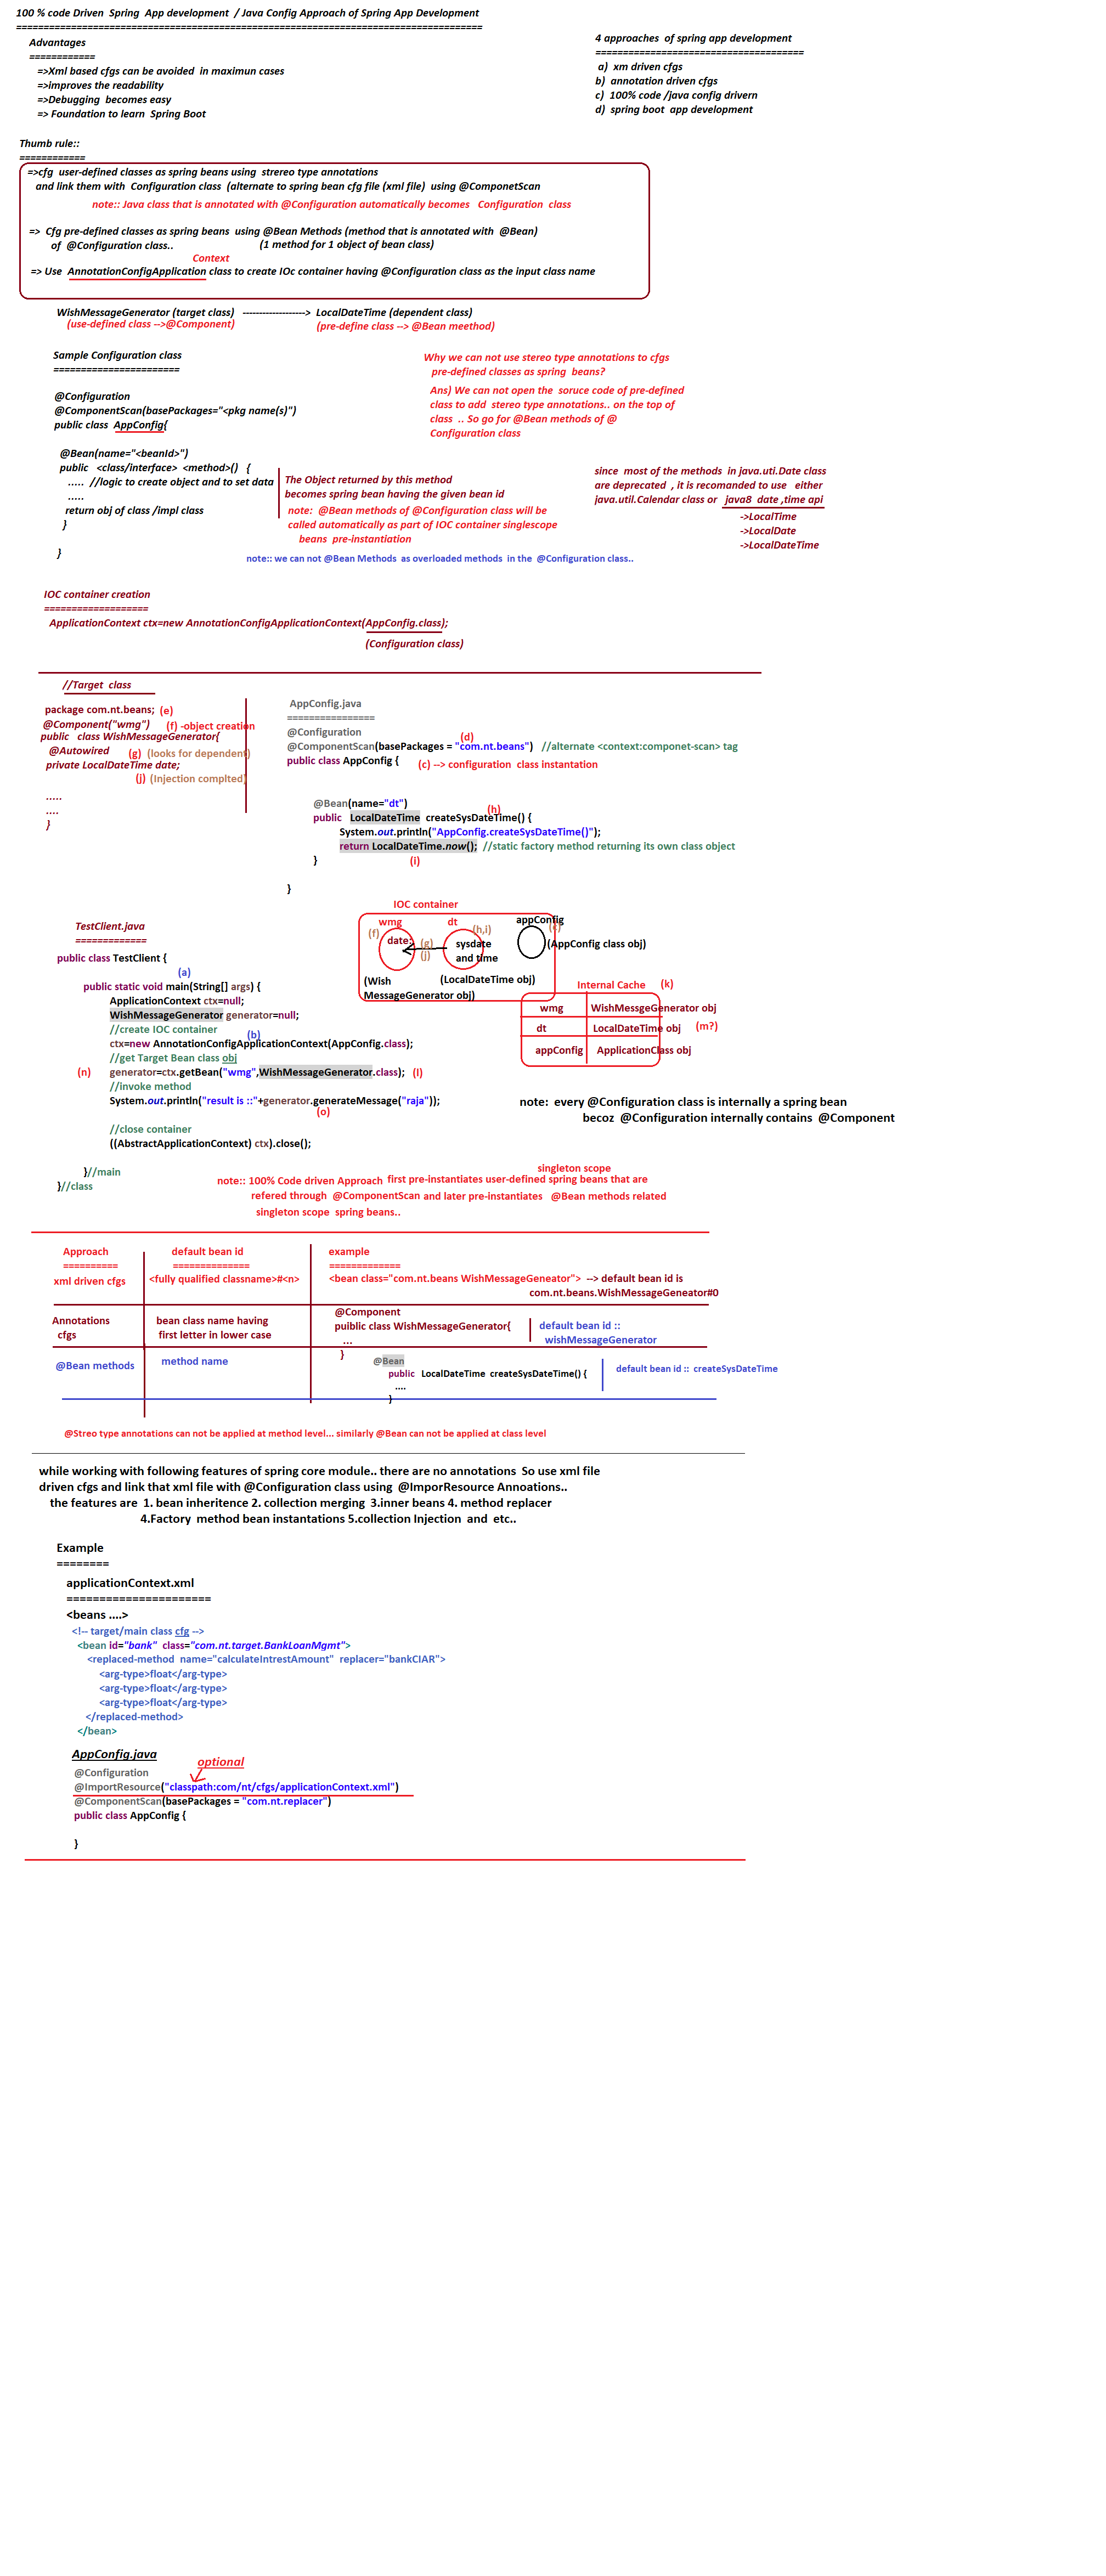 100 % code Driven  Spring  App development  / Java Config Approach of Spring App Development
=====================================================================================
Advantages
============
=>Xml based cfgs can be avoided  in maximun cases
=>improves the readability
=>Debugging  becomes easy
=> Foundation to learn  Spring Boot
4 approaches  of spring app development
======================================
a)  xm driven cfgs
b)  annotation driven cfgs
c)  100% code /java config drivern
d)  spring boot  app development
Thumb rule::
============
=>cfg  user-defined classes as spring beans using  strereo type annotations
and link them with  Configuration class  (alternate to spring bean cfg file (xml file)  using @ComponetScan
note:: Java class that is annotated with @Configuration automatically becomes   Configuration  class
=>  Cfg pre-defined classes as spring beans  using @Bean Methods (method that is annotated with  @Bean)
of  @Configuration class..
(1 method for 1 object of bean class)
Context
=> Use  AnnotationConfigApplication class to create IOc container having @Configuration class as the input class name
WishMessageGenerator (target class)   ------------------->  LocalDateTime (dependent class)
(use-defined class -->@Component)
(pre-define class --> @Bean meethod)
Sample Configuration class
=======================
@Configuration
@ComponentScan(basePackages="<pkg name(s)")
public class  AppConfig{
@Bean(name="<beanId>")
public   <class/interface>  <method>()   {
.....  //logic to create object and to set data
.....
return obj of class /impl class
}
}
Why we can not use stereo type annotations to cfgs
pre-defined classes as spring  beans?
Ans) We can not open the  soruce code of pre-defined
class to add  stereo type annotations.. on the top of
class  .. So go for @Bean methods of @
Configuration class
The Object returned by this method
becomes spring bean having the given bean id
note:  @Bean methods of @Configuration class will be
called automatically as part of IOC container singlescope
beans  pre-instantiation
note:: we can not @Bean Methods  as overloaded methods  in the  @Configuration class..
since  most of the methods  in java.uti.Date class
are deprecated  , it is recomanded to use   either
java.util.Calendar class or   java8  date ,time api
->LocalTime
->LocalDate
->LocalDateTime
IOC container creation
===================
ApplicationContext ctx=new AnnotationConfigApplicationContext(AppConfig.class);
(Configuration class)
//Target  class
package com.nt.beans;  (e)
@Component("wmg")     (f) -object creation
public   class WishMessageGenerator{
@Autowired      (g)  (looks for dependent)
private LocalDateTime date;
(j) (Injection complted)
.....
....
}
AppConfig.java
================
@Configuration
(d)
@ComponentScan(basePackages = "com.nt.beans")   //alternate <context:componet-scan> tag
public class AppConfig {      (c) --> configuration  class instantation
@Bean(name="dt")
(h)
public   LocalDateTime  createSysDateTime() {
System.out.println("AppConfig.createSysDateTime()");
return LocalDateTime.now();  //static factory method returning its own class object
}
(i)
}
IOC container
wmg
dt
appConfig
(f)
date:
(g)
(j)
(h,i)
sysdate
and time
(c)
(AppConfig class obj)
(Wish
MessageGenerator obj)
(LocalDateTime obj)
Internal Cache     (k)
wmg     WishMessgeGenerator obj
dt     LocalDateTime obj     (m?)
appConfig     ApplicationClass obj
TestClient.java
=============
public class TestClient {
(a)
public static void main(String[] args) {
ApplicationContext ctx=null;
WishMessageGenerator generator=null;
//create IOC container
(b)
ctx=new AnnotationConfigApplicationContext(AppConfig.class);
//get Target Bean class obj
(n)     generator=ctx.getBean("wmg",WishMessageGenerator.class);   (l)
//invoke method
System.out.println("result is ::"+generator.generateMessage("raja"));
(o)
//close container
((AbstractApplicationContext) ctx).close();
}//main
}//class
note:  every @Configuration class is internally a spring bean
becoz  @Configuration internally contains  @Component
singleton scope
note:: 100% Code driven Approach  first pre-instantiates user-defined spring beans that are
refered through  @ComponentScan and later pre-instantiates   @Bean methods related
singleton scope  spring beans..
Approach     default bean id     example
==========     ==============     =============
xml driven cfgs     <fully qualified classname>#<n>     <bean class="com.nt.beans WishMessageGeneator">  --> default bean id is
com.nt.beans.WishMessageGeneator#0
Annotations
cfgs
bean class name having
first letter in lower case
@Component
public class WishMessageGenerator{
...
}
default bean id ::
wishMessageGenerator
@Bean methods     method name
@Bean
public   LocalDateTime  createSysDateTime() {
....
}
default bean id ::  createSysDateTime
@Streo type annotations can not be applied at method level... similarly @Bean can not be applied at class level
while working with following features of spring core module.. there are no annotations  So use xml file
driven cfgs and link that xml file with @Configuration class using  @ImporResource Annoations..
the features are  1. bean inheritence 2. collection merging  3.inner beans 4. method replacer
4.Factory  method bean instantations 5.collection Injection  and  etc..
Example
========
applicationContext.xml
======================
<beans ....>
<!-- target/main class cfg -->
<bean id="bank"  class="com.nt.target.BankLoanMgmt">
<replaced-method  name="calculateIntrestAmount"  replacer="bankCIAR">
<arg-type>float</arg-type>
<arg-type>float</arg-type>
<arg-type>float</arg-type>
</replaced-method>
</bean>
AppConfig.java
optional
@Configuration
@ImportResource("classpath:com/nt/cfgs/applicationContext.xml")
@ComponentScan(basePackages = "com.nt.replacer")
public class AppConfig {
}